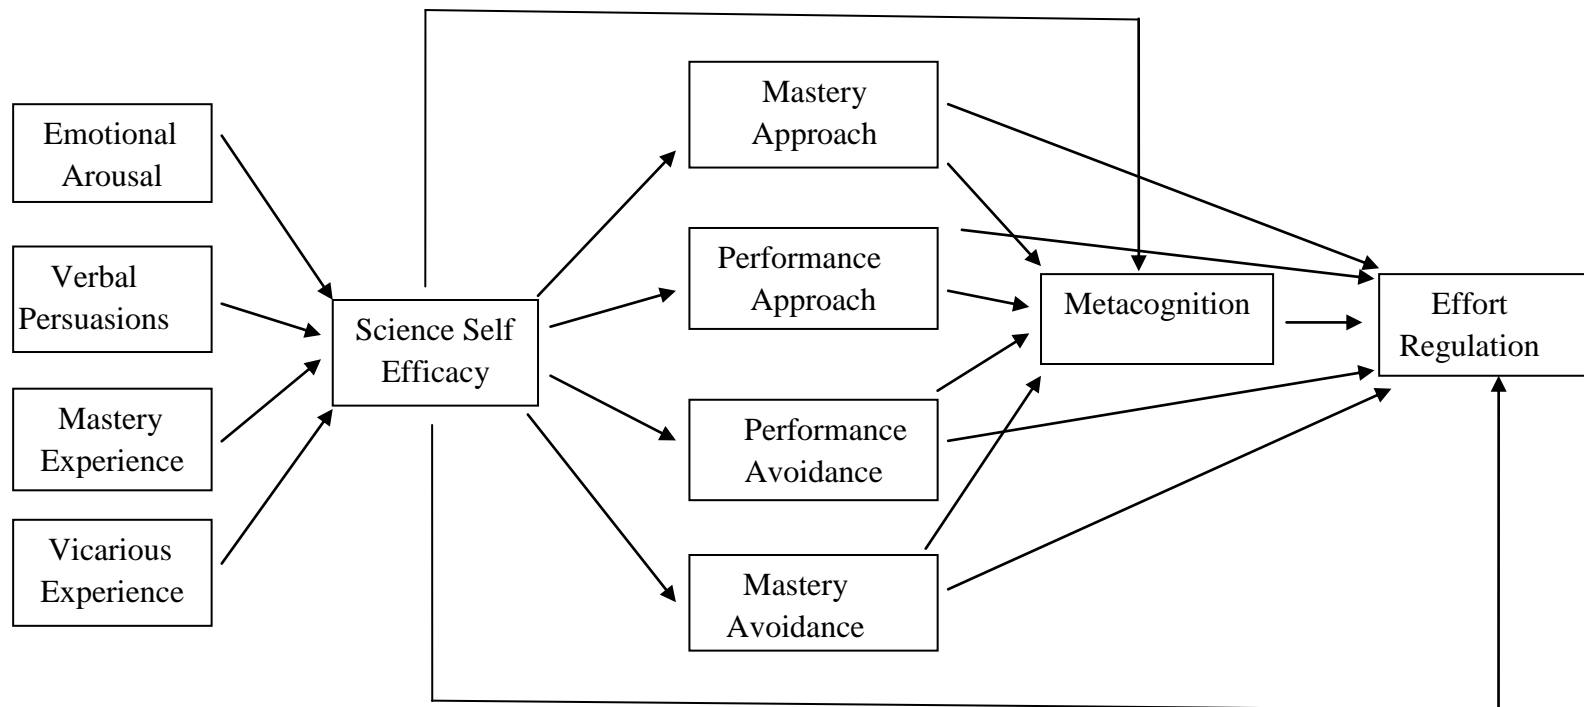 Emotional
Arousal
Verbal
Persuasions
Mastery
Experience
Vicarious
Experience
Science Self
Efficacy
Mastery
Approach
Performance
Approach
Performance
Avoidance
Mastery
Avoidance
Metacognition
Effort
Regulation